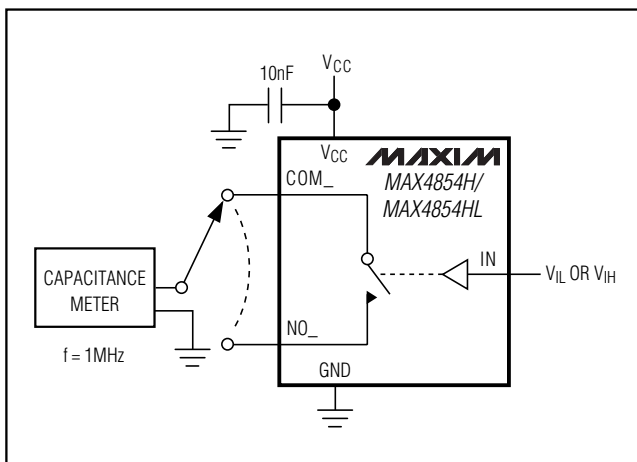 10nF
VCC
VCC
MAXIM
MAX4854H/
MAX4854HL
COM_
IN
VIL OR VIH
CAPACITANCE
METER
NO_
f = 1MHz
GND